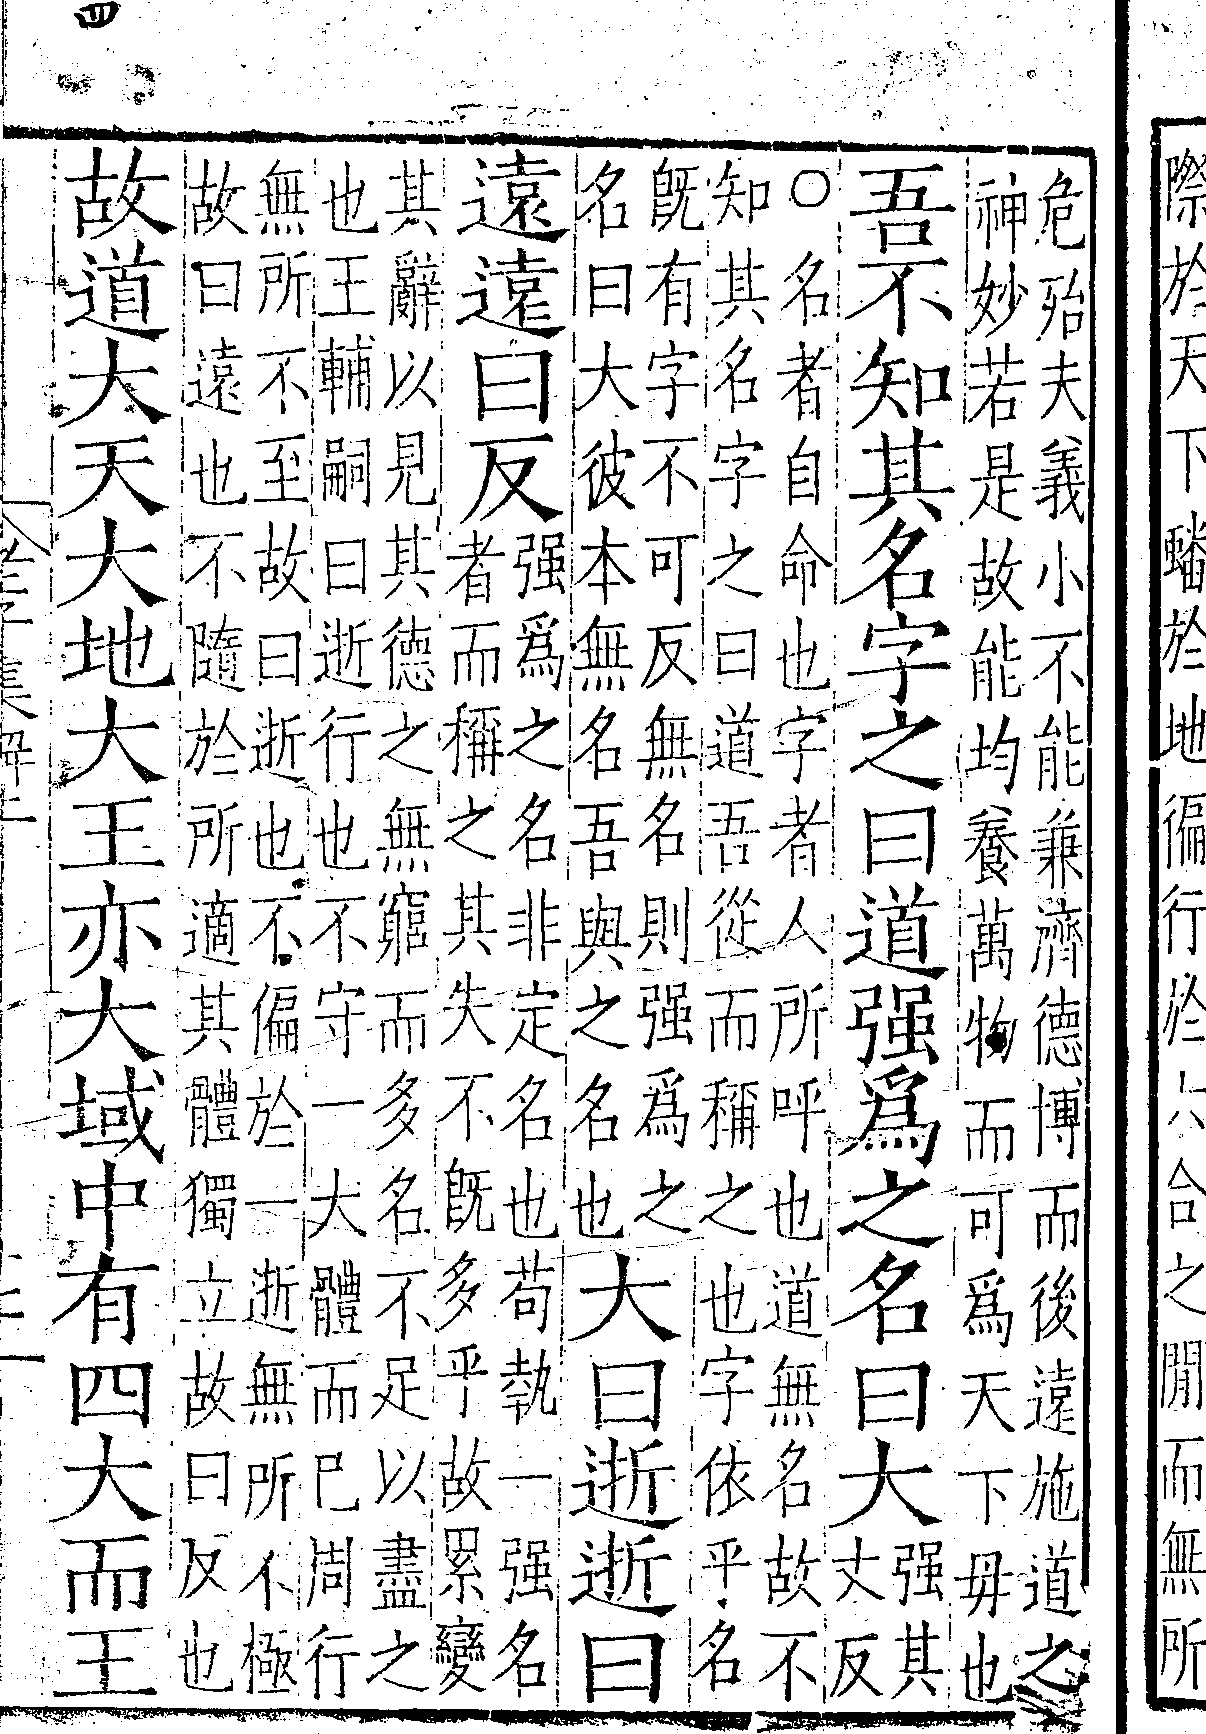 際於天下蟠於地徧行於六合之閒而無所
危殆夫義小不能兼濟德博而後遠施道之
神妙若是故能均養萬物而可爲天下毋也
吾不知其名字之曰道强爲之名曰大
强其
丈反
○名者自命也字者人所呼也道無名故不
知其名字之曰道吾從而稱之也字依乎名
旣有字不可反無名則强爲之
名曰大彼本無名吾與之名也
大曰逝逝曰
遠遠曰反
强爲之名非定名也苟執一强名
者而稱之其失不旣多乎故累變
其辭以見其德之無窮而多名不足以盡之
也王輔嗣曰逝行也不守一大體而已周行
無所不至故曰逝也不偏於一逝無所不極
故曰遠也不隨於所適其體獨立故曰反也
故道大天大地大王亦大域中有四大而王
老子集解上
四